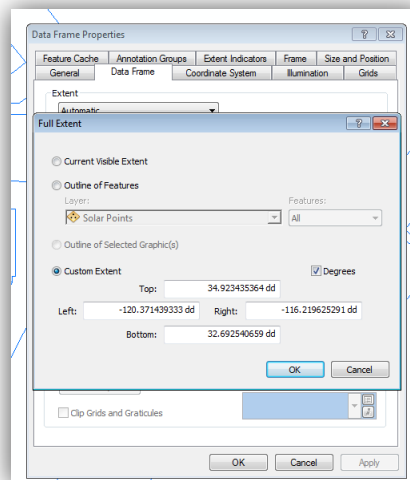 Data Frame Properties
Feature Cache Annotation Groups Extent Indicators Frame Size and Position
General Data Frame Coordinate System Illumination Grids
Extent
Automatic
Full Extent
Current Visible Extent
Outline of Features
Layer: Features:
Solar Points All
Outline of Selected Graphic(s)
Custom Extent Degrees
Top: 34.923435364 dd
Left: -120.371439333 dd Right: -116.219625291 dd
Bottom: 32.692540659 dd
OK Cancel
Clip Grids and Graticules
OK Cancel Apply